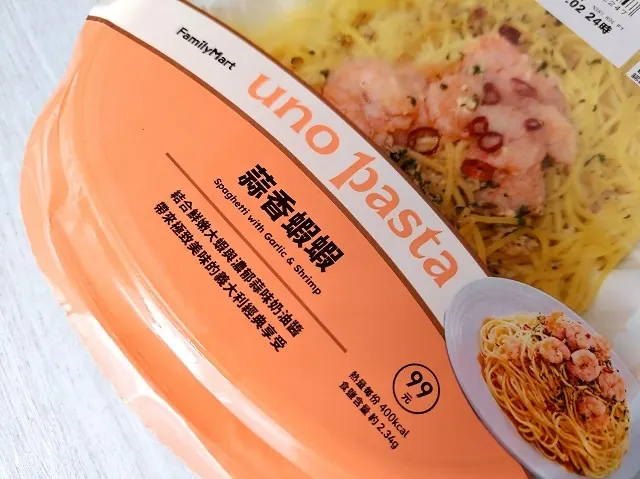 .02 24時
FamilyMart
uno pasta
蒜香蝦蝦
Spaghetti with Garlic & Shrimp
結合鮮嫩大蝦與濃郁蒜味奶油醬
帶來極致美味的義大利經典享受
99
元
熱量每份 400kcal
食鹽含量 約 2.34g